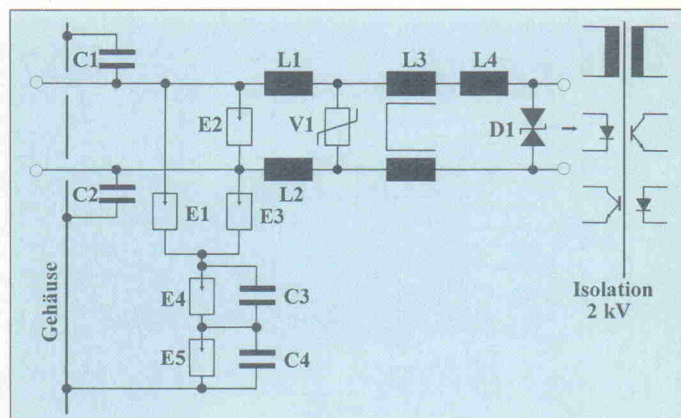 C1
L1
L3
L4
E2
V1
D1
C2
L2
E1
E3
E4
C3
E5
C4
Gehäuse
Isolation
2 kV